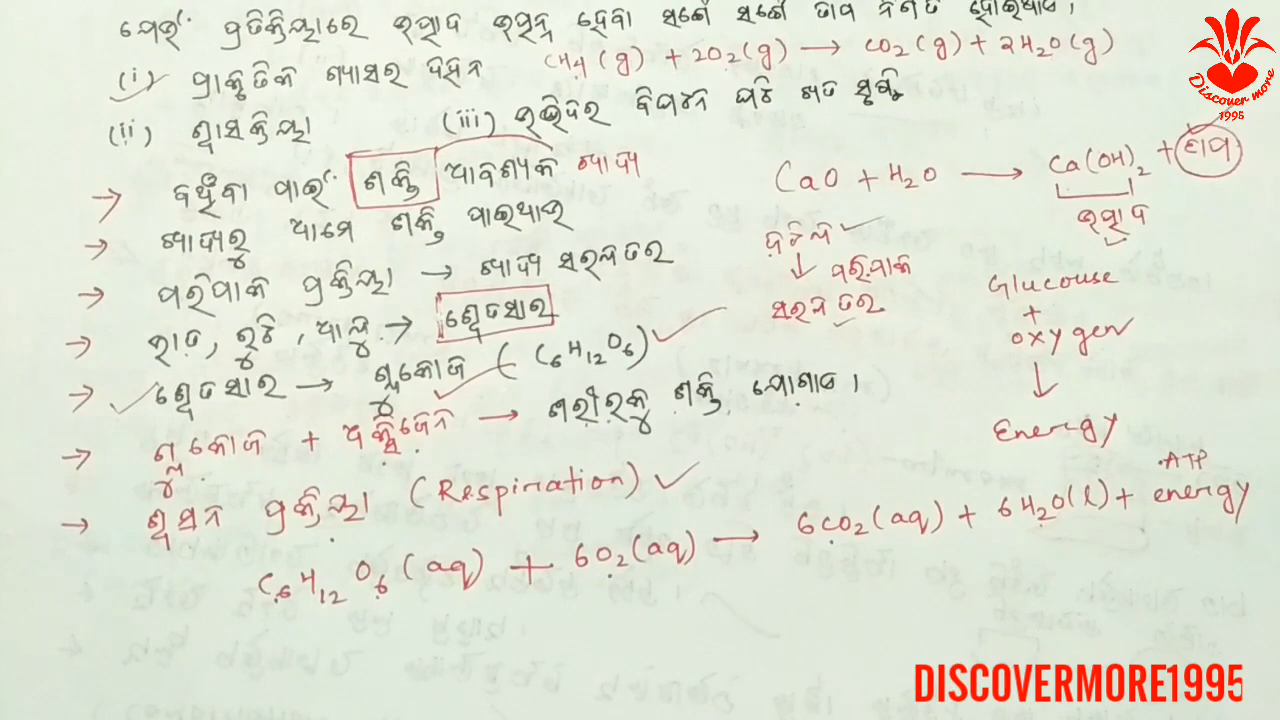 ଯେଉଁ ପ୍ରତିକ୍ରିୟାରେ ଉତ୍ପାଦ ଉତ୍ପନ୍ନ ହେବା ସଙ୍ଗେ ସଙ୍ଗେ ତାପ ନିର୍ଗତ ହୋଇଥାଏ।
(i) ପ୍ରାକୃତିକ ଗ୍ୟାସର ଦହନ CH4 (g) + 2O2 (g) → CO2 (g) + 2H2O (g)
(ii) ଶ୍ୱାସକ୍ରିୟା (iii) ଉଦ୍ଭିଦର ବିଘଟନ ଘଟି ଖତ ସୃଷ୍ଟି
→ ବଞ୍ଚିବା ପାଇଁ ଶକ୍ତି ଆବଶ୍ୟକ ଖାଦ୍ୟ
→ ଖାଦ୍ୟରୁ ଆମେ ଶକ୍ତି ପାଇଥାଉ
→ ପରିପାକ ପ୍ରକ୍ରିୟା → ଖାଦ୍ୟ ସରଳତର
→ ଭାତ, ରୁଟି, ଆଳୁ → ଶ୍ୱେତସାର
→ ଶ୍ୱେତସାର → ଗ୍ଲୁକୋଜ (C6H12O6)
→ ଗ୍ଲୁକୋଜ + ଅକ୍ସିଜେନ → ଶରୀରକୁ ଶକ୍ତି ଯୋଗାଏ।
→ ଶ୍ୱସନ ପ୍ରକ୍ରିୟା (Respiration)
C6H12O6 (aq) + 6O2 (aq) → 6CO2 (aq) + 6H2O (l) + energy
CaO + H2O → Ca(OH)2 + ତାପ
ଉତ୍ପାଦ
ଜଟିଳ
↓ ପରିପାକ
ସରଳତର
Glucouse
+
oxygen
↓
Energy
ATP
Discover more
1995
DISCOVERMORE1995